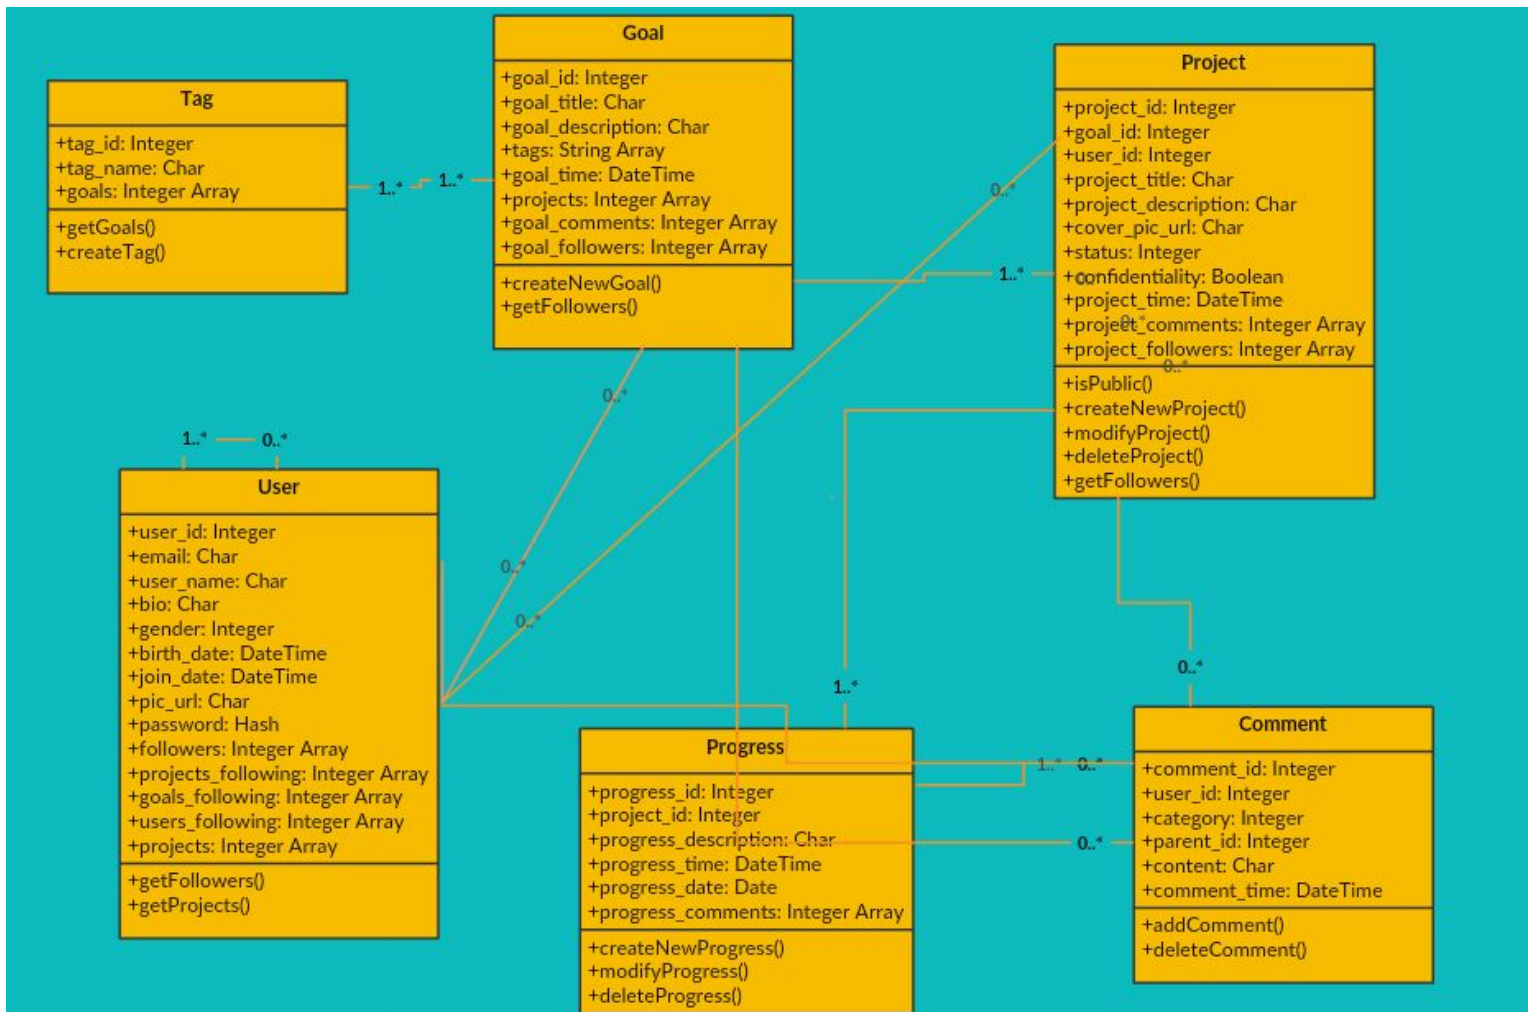 Goal
+goal_id: Integer
+goal_title: Char
+goal_description: Char
+tags: String Array
+goal_time: DateTime
+projects: Integer Array
+goal_comments: Integer Array
+goal_followers: Integer Array
+createNewGoal()
+getFollowers()
Project
+project_id: Integer
+goal_id: Integer
+user_id: Integer
+project_title: Char
+project_description: Char
+cover_pic_url: Char
+status: Integer
+confidentiality: Boolean
+project_time: DateTime
+project_comments: Integer Array
+project_followers: Integer Array
+isPublic()
+createNewProject()
+modifyProject()
+deleteProject()
+getFollowers()
Tag
+tag_id: Integer
+tag_name: Char
+goals: Integer Array
+getGoals()
+createTag()
1..*
1..*
0..*
1..*
0..*
0..*
0..*
1..*
0..*
0..*
0..*
User
+user_id: Integer
+email: Char
+user_name: Char
+bio: Char
+gender: Integer
+birth_date: DateTime
+join_date: DateTime
+pic_url: Char
+password: Hash
+followers: Integer Array
+projects_following: Integer Array
+goals_following: Integer Array
+users_following: Integer Array
+projects: Integer Array
+getFollowers()
+getProjects()
1..*
0..*
Progress
+progress_id: Integer
+project_id: Integer
+progress_description: Char
+progress_time: DateTime
+progress_date: Date
+progress_comments: Integer Array
+createNewProgress()
+modifyProgress()
+deleteProgress()
1..*
0..*
0..*
Comment
+comment_id: Integer
+user_id: Integer
+category: Integer
+parent_id: Integer
+content: Char
+comment_time: DateTime
+addComment()
+deleteComment()